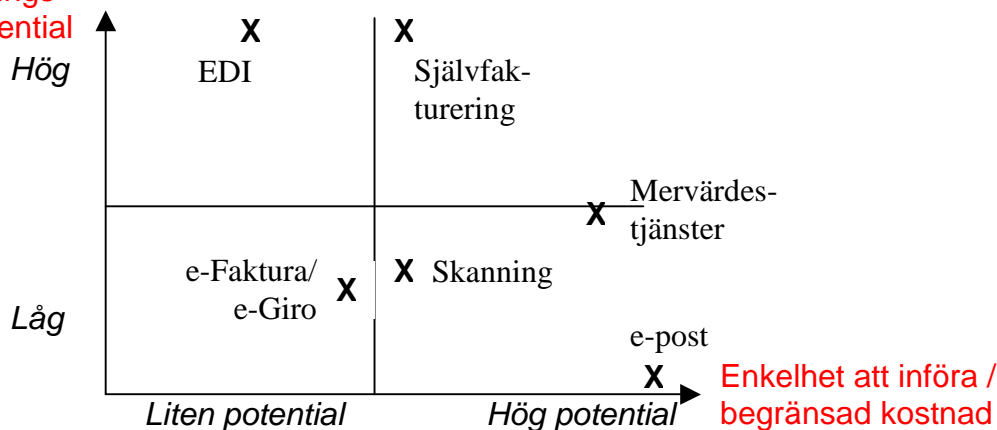 ential
Hög
X
X
EDI
Självfak-
turering
Mervärdes-
X
tjänster
e-Faktura/
e-Giro
X
X Skanning
Låg
e-post
X
Enkelhet att införa /
begränsad kostnad
Liten potential
Hög potential